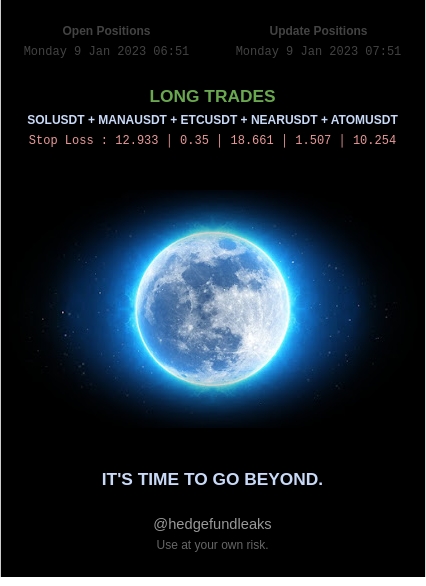 Open Positions Update Positions
Monday 9 Jan 2023 06:51 Monday 9 Jan 2023 07:51
LONG TRADES
SOLUSDT + MANAUSDT + ETCUSDT + NEARUSDT + ATOMUSDT
Stop Loss : 12.933 | 0.35 | 18.661 | 1.507 | 10.254
IT'S TIME TO GO BEYOND.
@hedgefundleaks
Use at your own risk.